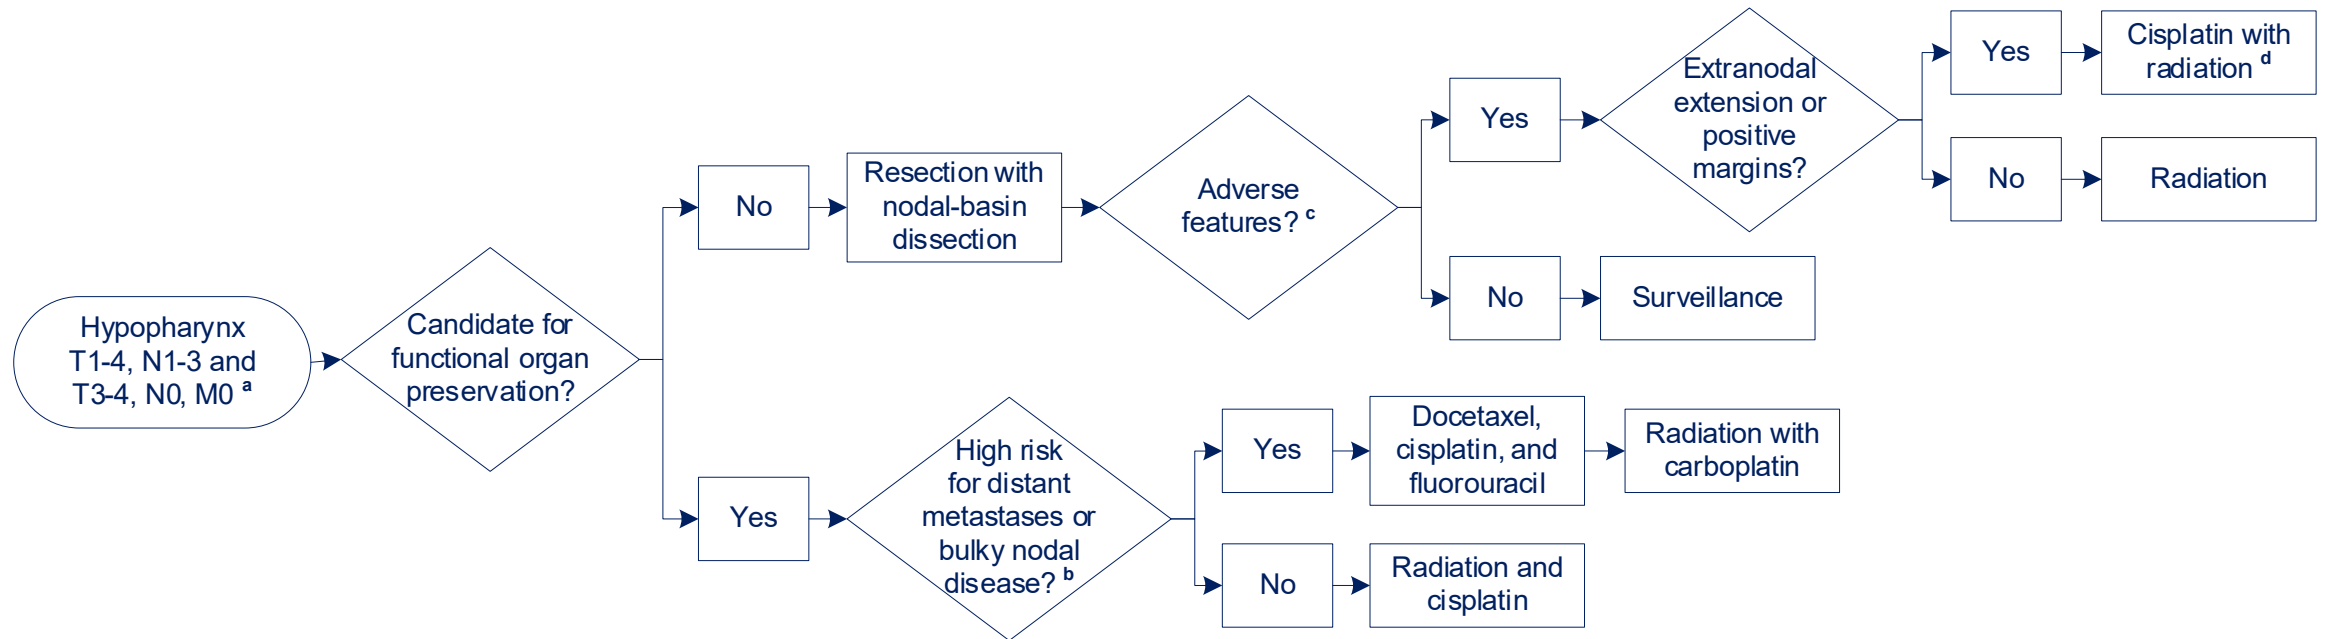 Hypopharynx
T1-4, N1-3 and
T3-4, N0, M0 a
Candidate for
functional organ
preservation?
No
Resection with
nodal-basin
dissection
Adverse
features? c
Yes
Extranodal
extension or
positive
margins?
Yes
Cisplatin with
radiation d
No
Radiation
No
Surveillance
Yes
High risk
for distant
metastases or
bulky nodal
disease? b
Yes
Docetaxel,
cisplatin, and
fluorouracil
Radiation with
carboplatin
No
Radiation and
cisplatin